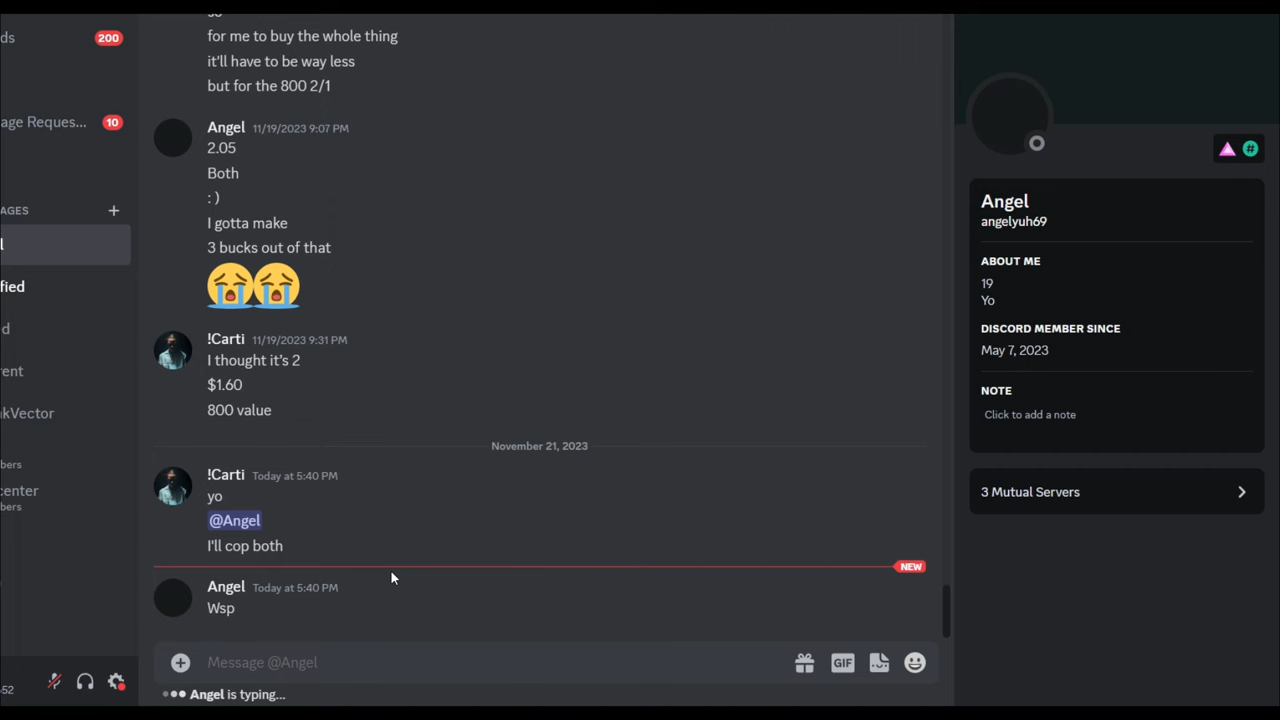 ds
200
age Reques...
10
AGES
+
l
fied
d
rent
kVector
bers
center
bers
52
for me to buy the whole thing
it'll have to be way less
but for the 800 2/1
Angel 11/19/2023 9:07 PM
2.05
Both
: )
I gotta make
3 bucks out of that
!Carti 11/19/2023 9:31 PM
I thought it's 2
$1.60
800 value
November 21, 2023
!Carti Today at 5:40 PM
yo
@Angel
I'll cop both
NEW
Angel Today at 5:40 PM
Wsp
Message @Angel
GIF
Angel is typing...
#
Angel
angelyuh69
ABOUT ME
19
Yo
DISCORD MEMBER SINCE
May 7, 2023
NOTE
Click to add a note
3 Mutual Servers